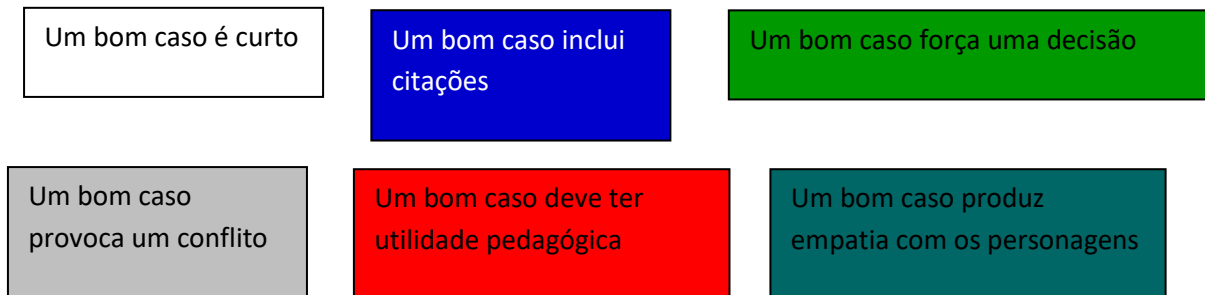 Um bom caso é curto
Um bom caso inclui
citações
Um bom caso força uma decisão
Um bom caso
provoca um conflito
Um bom caso deve ter
utilidade pedagógica
Um bom caso produz
empatia com os personagens